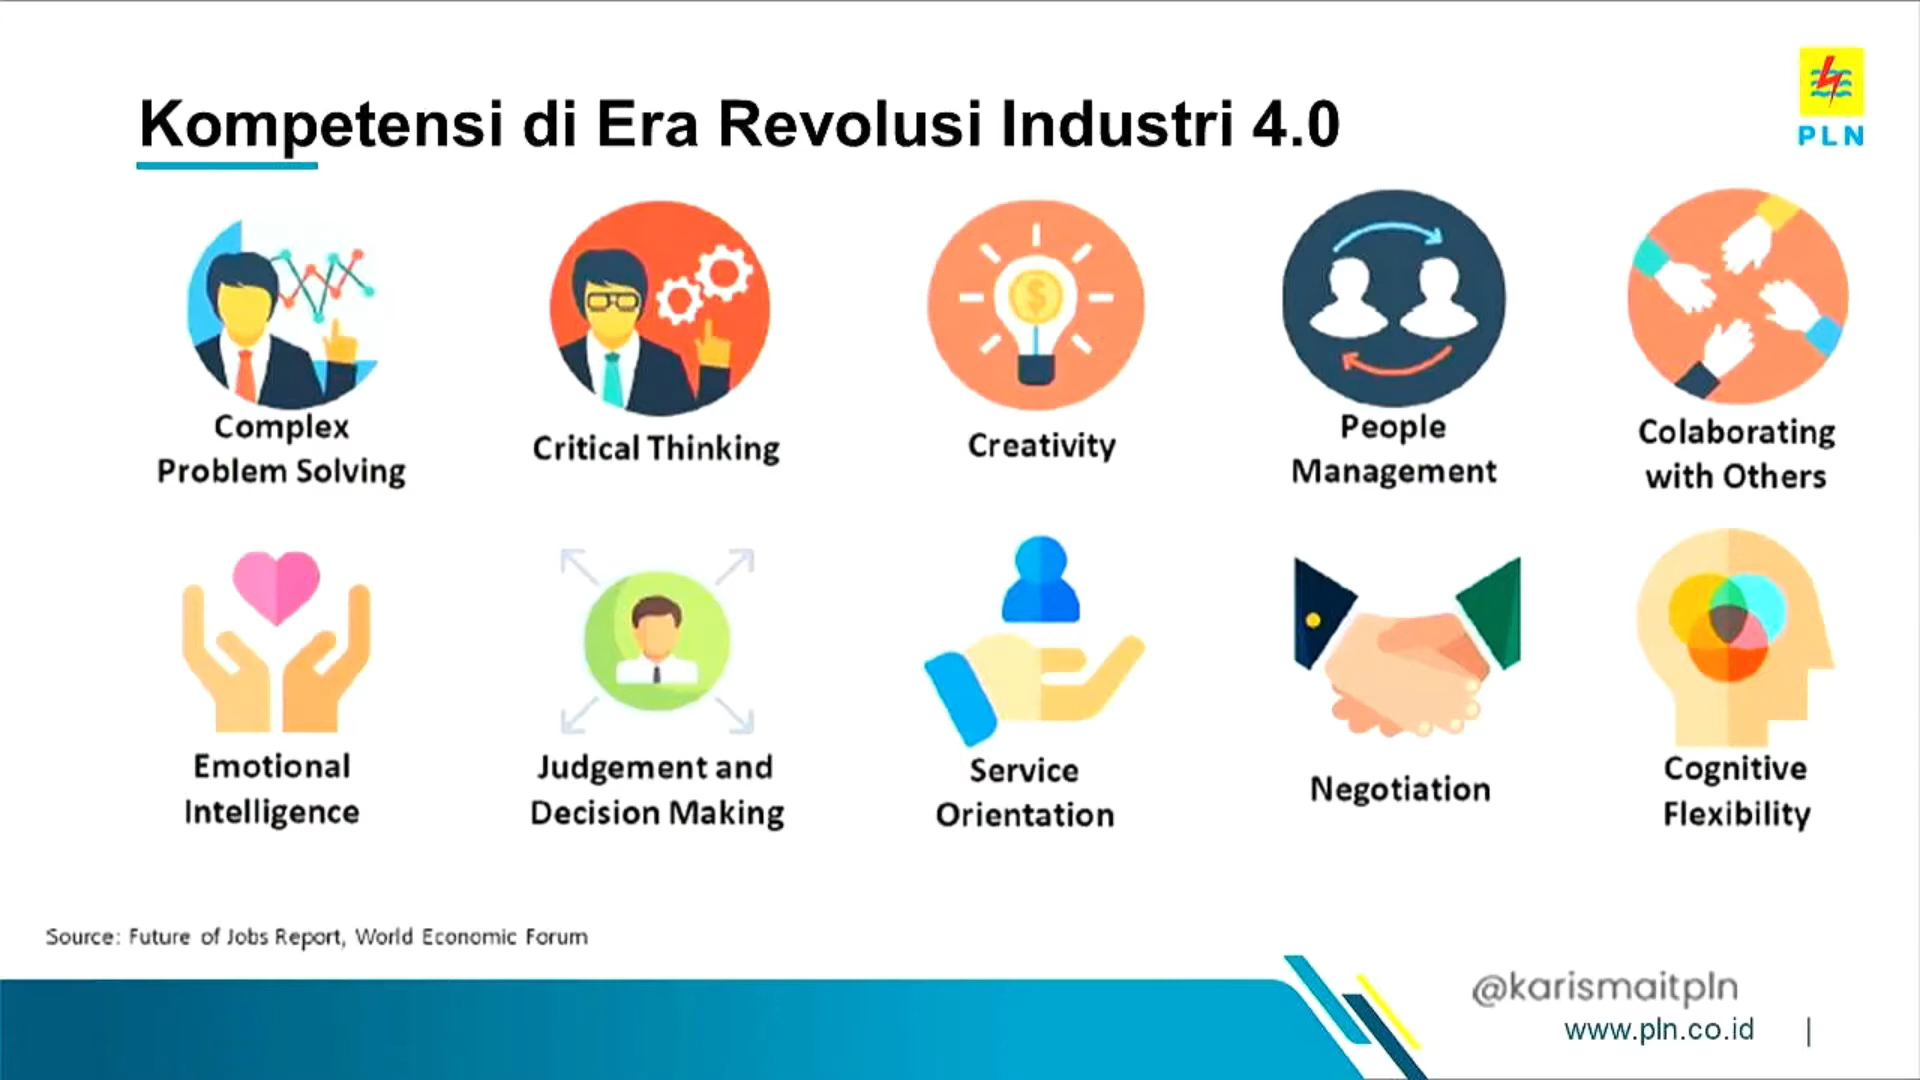 Kompetensi di Era Revolusi Industri 4.0
PLN
Complex
Problem Solving
Critical Thinking
Creativity
People
Management
Colaborating
with Others
Emotional
Intelligence
Judgement and
Decision Making
Service
Orientation
Negotiation
Cognitive
Flexibility
Source: Future of Jobs Report, World Economic Forum
@karismaitpln
www.pln.co.id |